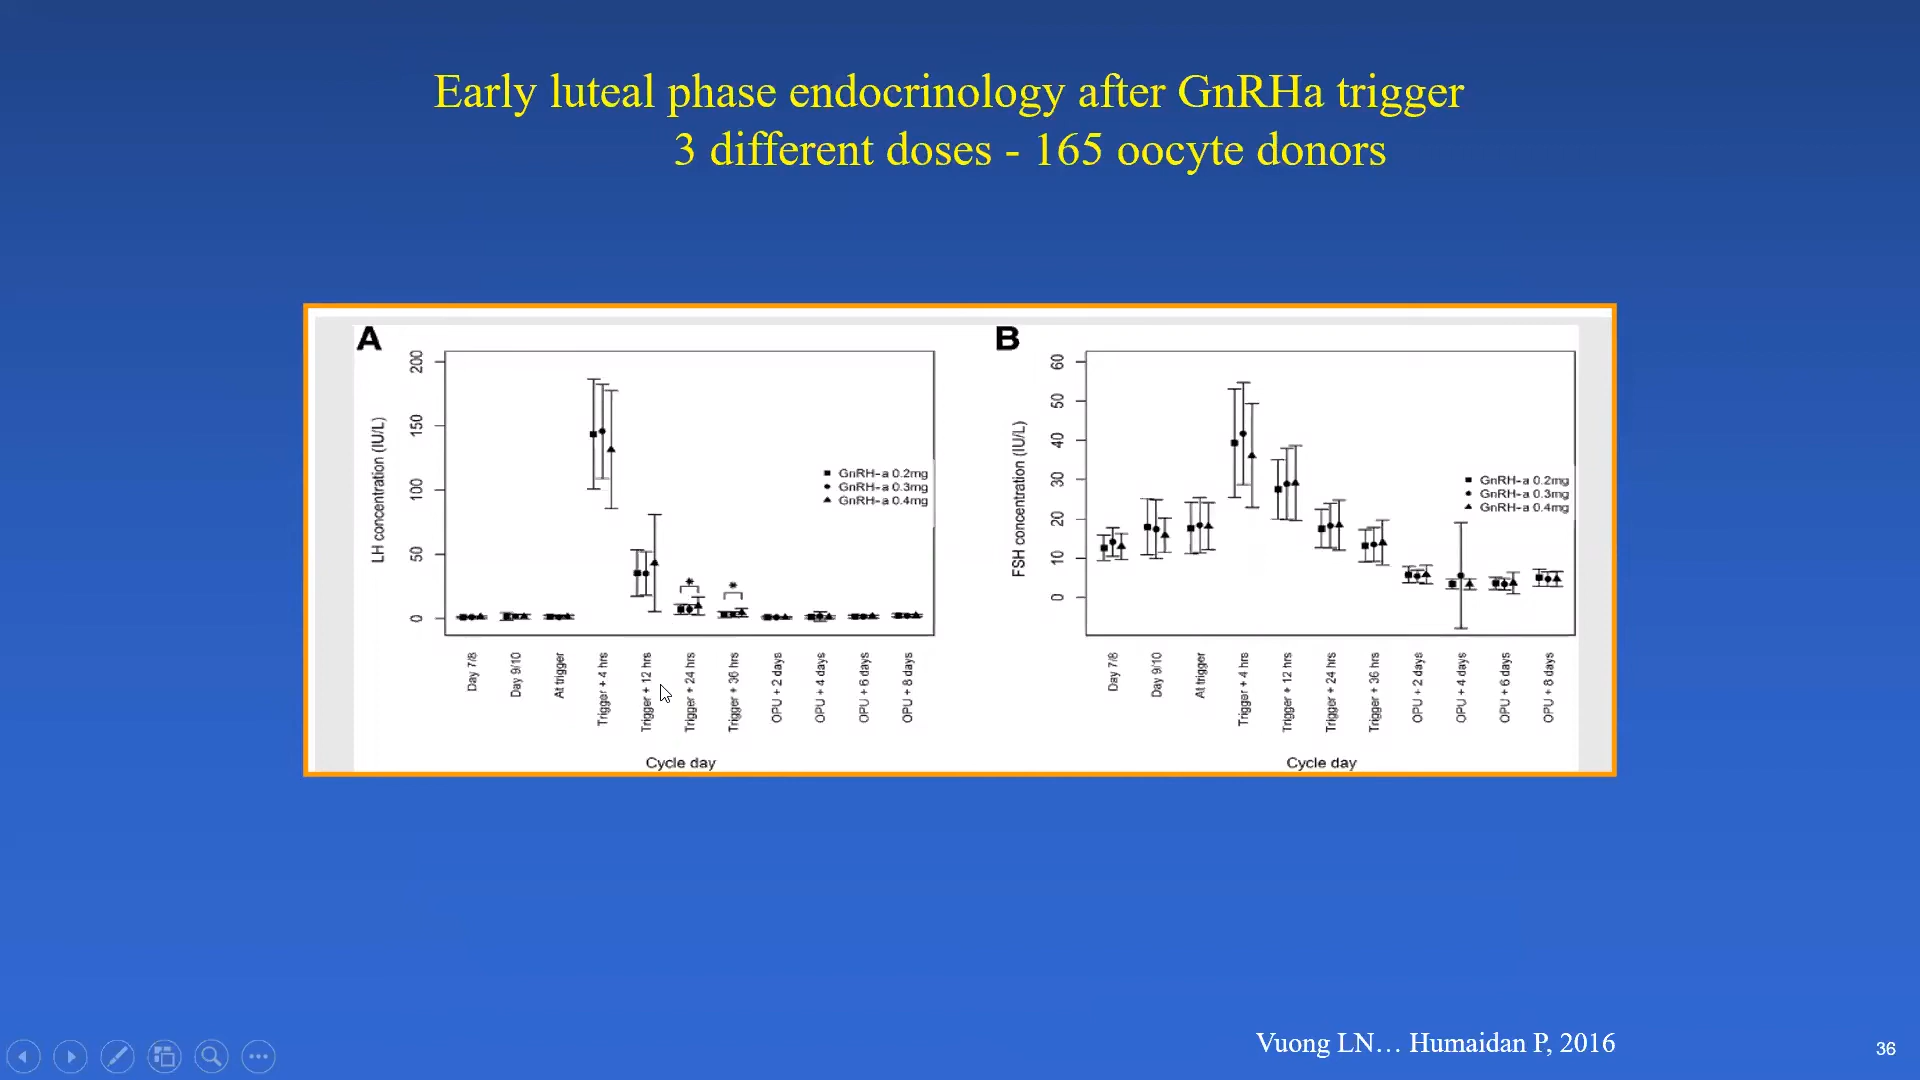 Early luteal phase endocrinology after GnRHa trigger
3 different doses - 165 oocyte donors
A
LH concentration (IU/L)
200
150
100
50
0
GnRH-a 0.2mg
GnRH-a 0.3mg
GnRH-a 0.4mg
*
*
Day 7/8
Day 9/10
At trigger
Trigger + 4 hrs
Trigger + 12 hrs
Trigger + 24 hrs
Trigger + 36 hrs
OPU + 2 days
OPU + 4 days
OPU + 6 days
OPU + 8 days
Cycle day
B
FSH concentration (IU/L)
60
50
40
30
20
10
0
GnRH-a 0.2mg
GnRH-a 0.3mg
GnRH-a 0.4mg
Day 7/8
Day 9/10
At trigger
Trigger + 4 hrs
Trigger + 12 hrs
Trigger + 24 hrs
Trigger + 36 hrs
OPU + 2 days
OPU + 4 days
OPU + 6 days
OPU + 8 days
Cycle day
Vuong LN… Humaidan P, 2016
36